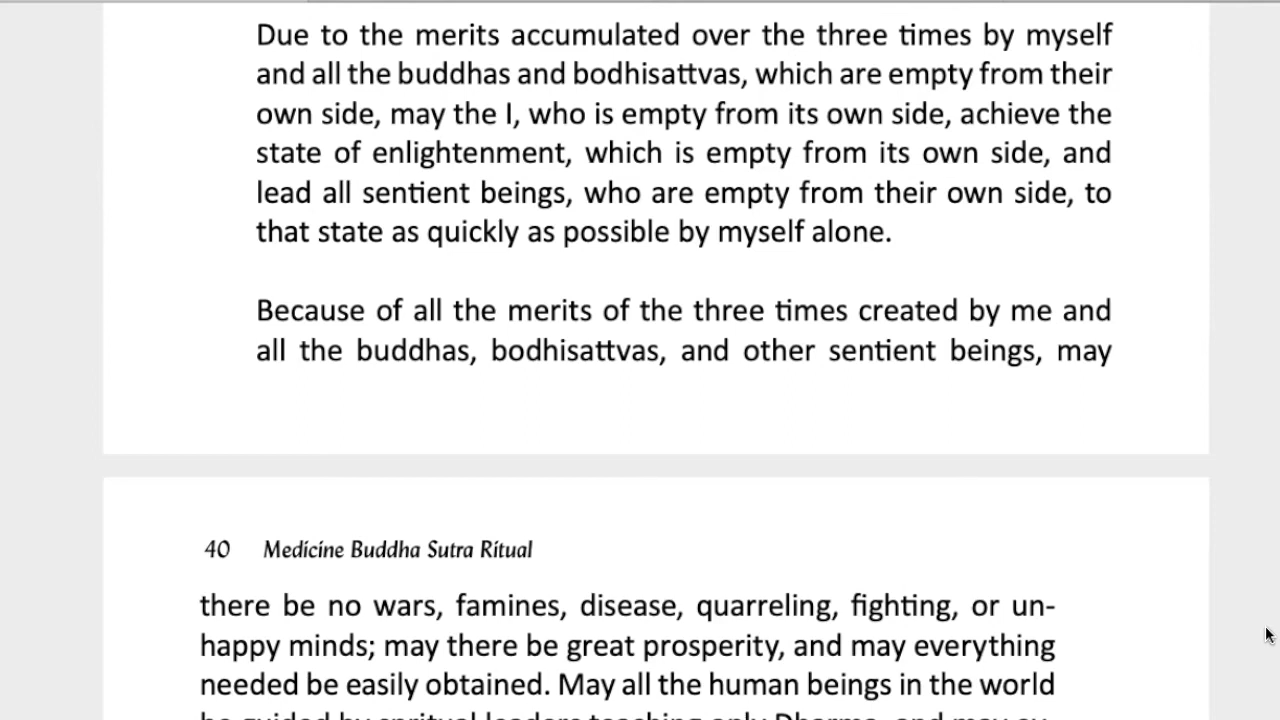 Due to the merits accumulated over the three times by myself
and all the buddhas and bodhisattvas, which are empty from their
own side, may the I, who is empty from its own side, achieve the
state of enlightenment, which is empty from its own side, and
lead all sentient beings, who are empty from their own side, to
that state as quickly as possible by myself alone.
Because of all the merits of the three times created by me and
all the buddhas, bodhisattvas, and other sentient beings, may
40 Medicine Buddha Sutra Ritual
there be no wars, famines, disease, quarreling, fighting, or un-
happy minds; may there be great prosperity, and may everything
needed be easily obtained. May all the human beings in the world